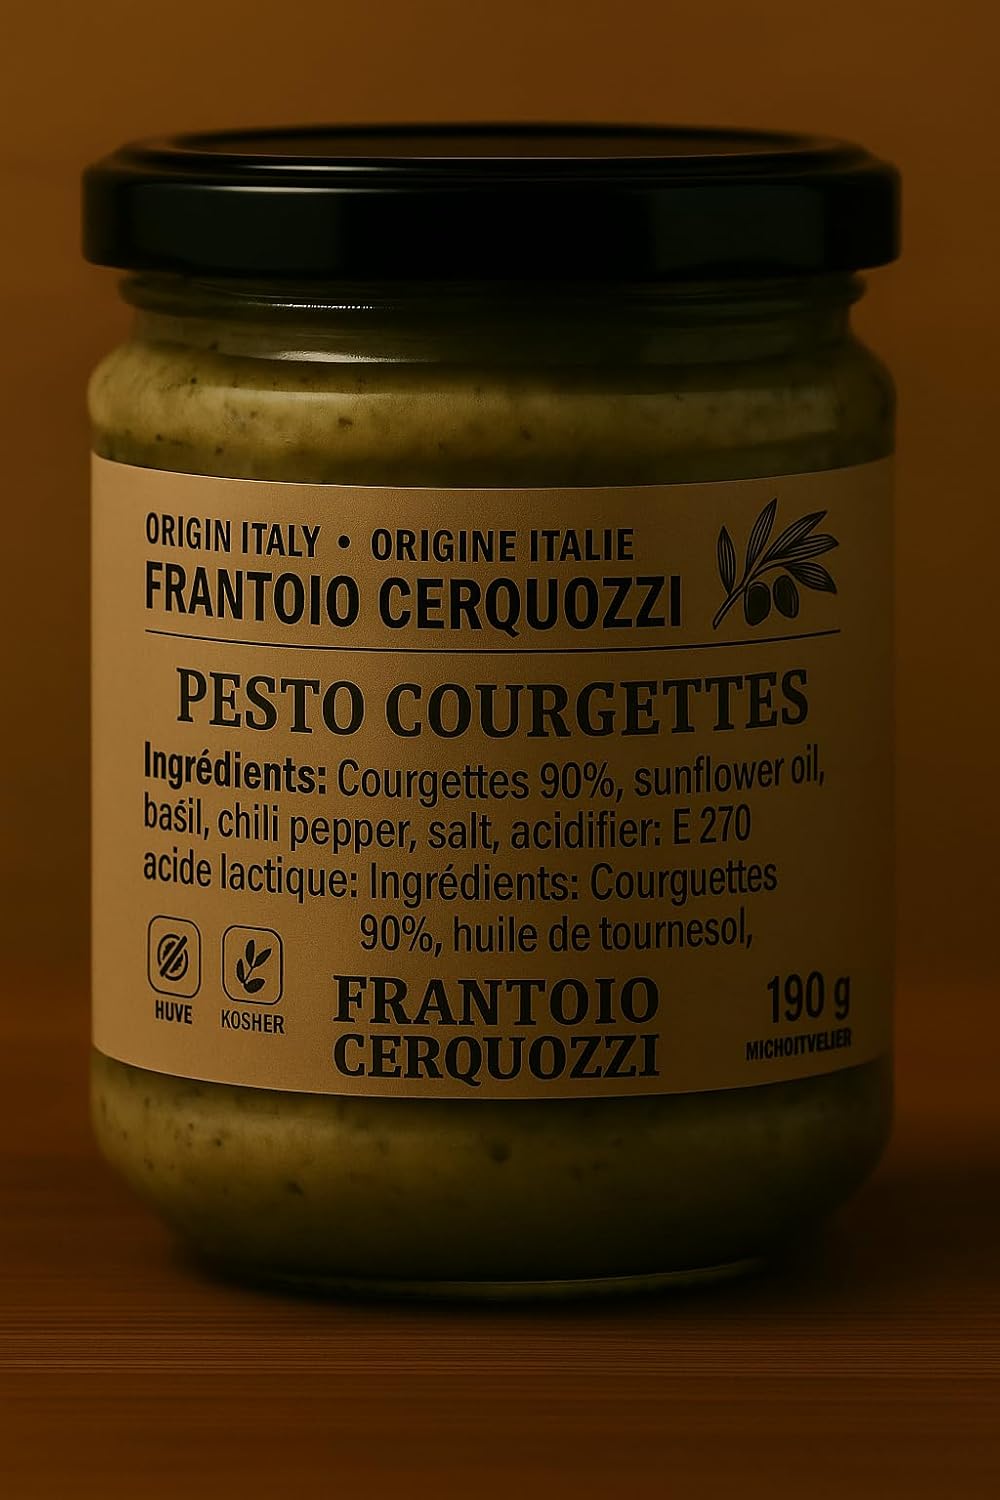 ORIGIN ITALY • ORIGINE ITALIE
FRANTOIO CERQUOZZI
PESTO COURGETTES
Ingrédients: Courgettes 90%, sunflower oil,
baśil, chili pepper, salt, acidifier: E 270
acide lactique: Ingrédients: Courguettes
90%, huile de tournesol,
HUVE
KOSHER
FRANTOIO
CERQUOZZI
190 g
MICHOITVELIER